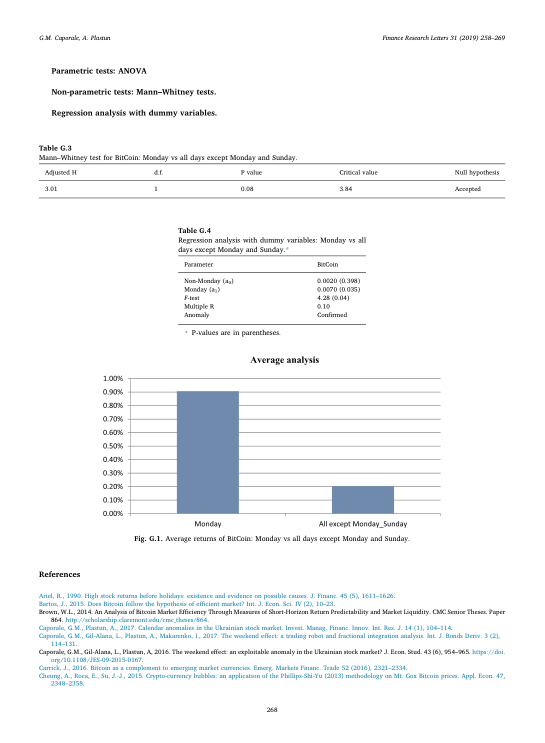 G.M. Caporale, A. Plastun
Finance Research Letters 31 (2019) 258–269
Parametric tests: ANOVA
Non-parametric tests: Mann–Whitney tests.
Regression analysis with dummy variables.
Table G.3
Mann–Whitney test for BitCoin: Monday vs all days except Monday and Sunday.
Adjusted H d.f. P value Critical value Null hypothesis
3.01 1 0.08 3.84 Accepted
Table G.4
Regression analysis with dummy variables: Monday vs all
days except Monday and Sunday.*
Parameter BitCoin
Non-Monday (a₀) 0.0020 (0.398)
Monday (a₁) 0.0070 (0.035)
F-test 4.28 (0.04)
Multiple R 0.10
Anomaly Confirmed
* P-values are in parentheses.
Average analysis
1.00%
0.90%
0.80%
0.70%
0.60%
0.50%
0.40%
0.30%
0.20%
0.10%
0.00%
Monday All except Monday_Sunday
Fig. G.1. Average returns of BitCoin: Monday vs all days except Monday and Sunday.
References
Ariel, R., 1990. High stock returns before holidays: existence and evidence on possible causes. J. Finance. 45 (5), 1611–1626.
Bartos, J., 2015. Does Bitcoin follow the hypothesis of efficient market? Int. J. Econ. Sci. IV (2), 10–23.
Brown, W.L., 2014. An Analysis of Bitcoin Market Efficiency Through Measures of Short-Horizon Return Predictability and Market Liquidity. CMC Senior Theses. Paper
864. http://scholarship.claremont.edu/cmc_theses/864.
Caporale, G.M., Plastun, A., 2017. Calendar anomalies in the Ukrainian stock market. Invest. Manag. Financ. Innov. 14 (1), 104–114.
Caporale, G.M., Gil-Alana, L., Plastun, A., Makarenko, I., 2017. The weekend effect: a trading robot and fractional integration analysis. Int. J. Bonds Deriv. 3 (2),
114–131.
Caporale, G.M., Gil-Alana, L., Plastun, A, 2016. The weekend effect: an exploitable anomaly in the Ukrainian stock market? J. Econ. Stud. 43 (6), 954–965. https://doi.
org/10.1108/JES-09-2015-0167.
Carrick, J., 2016. Bitcoin as a complement to emerging market currencies. Emerg. Markets Financ. Trade 52 (2016), 2321–2334.
Cheung, A., Roca, E., Su, J.-J., 2015. Crypto-currency bubbles: an application of the Phillips-Shi-Yu (2013) methodology on Mt. Gox Bitcoin prices. Appl. Econ. 47,
2348–2358.
268